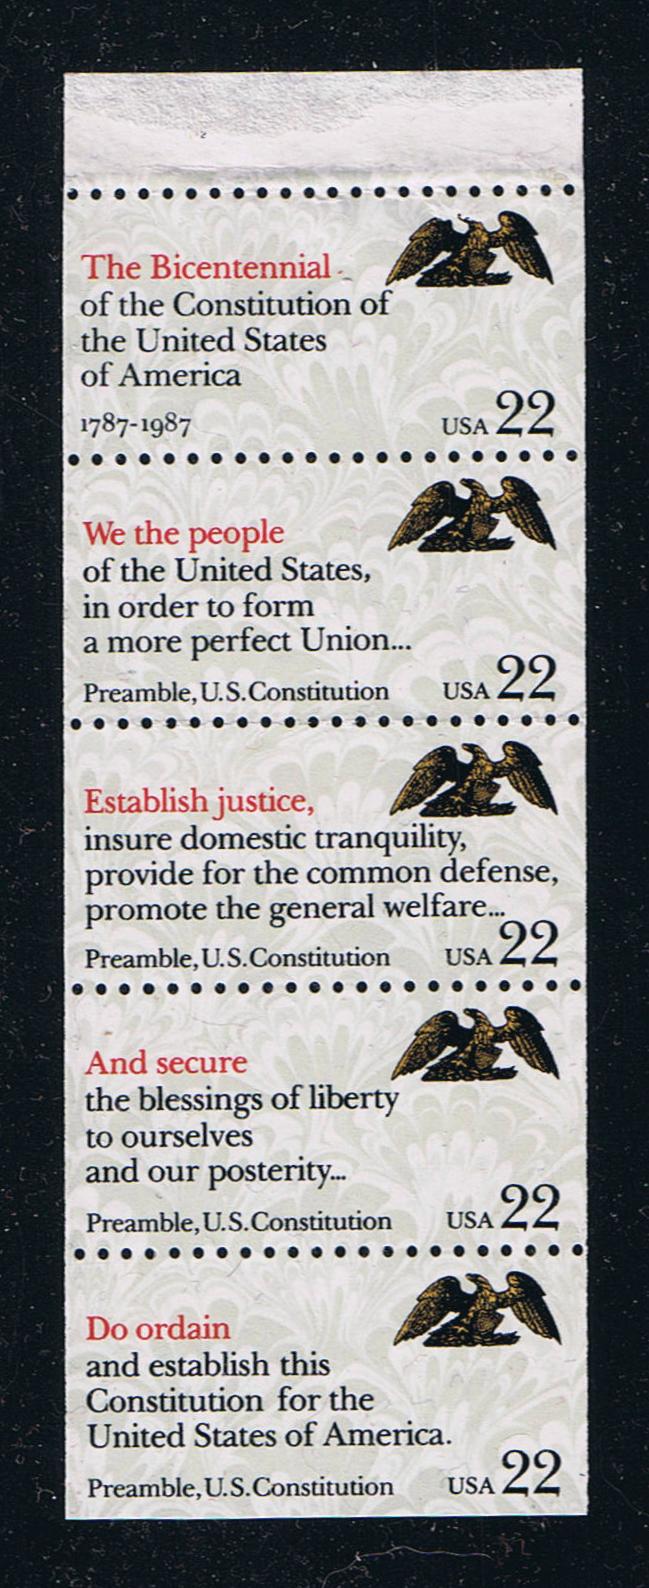 The Bicentennial
of the Constitution of
the United States
of America
1787-1987
USA 22
We the people
of the United States,
in order to form
a more perfect Union...
Preamble, U.S. Constitution
USA 22
Establish justice,
insure domestic tranquility,
provide for the common defense,
promote the general welfare...
Preamble, U.S. Constitution
USA 22
And secure
the blessings of liberty
to ourselves
and our posterity...
Preamble, U.S. Constitution
USA 22
Do ordain
and establish this
Constitution for the
United States of America.
Preamble, U.S. Constitution
USA 22